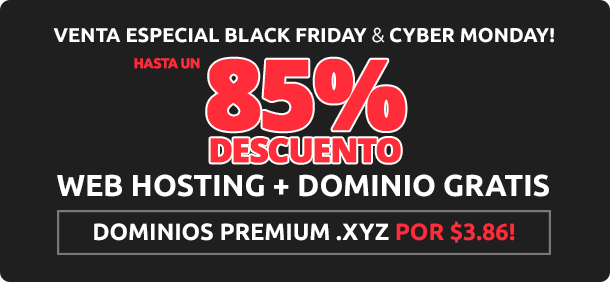 VENTA ESPECIAL BLACK FRIDAY & CYBER MONDAY!
HASTA UN
85%
DESCUENTO
WEB HOSTING + DOMINIO GRATIS
DOMINIOS PREMIUM .XYZ POR $3.86!